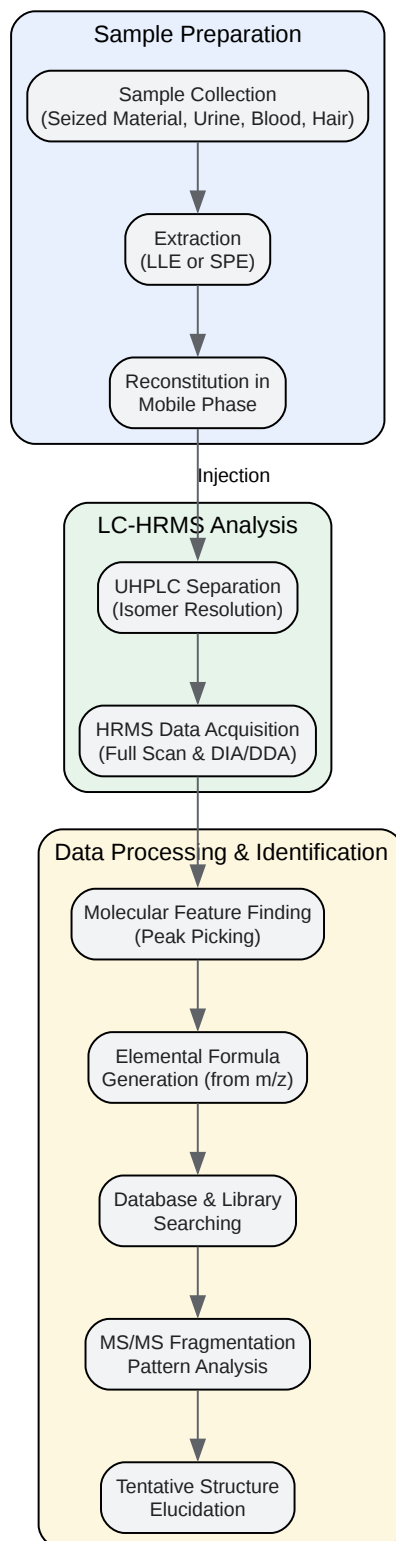 Sample Preparation
Sample Collection
(Seized Material, Urine, Blood, Hair)
Extraction
(LLE or SPE)
Reconstitution in
Mobile Phase
Injection
LC-HRMS Analysis
UHPLC Separation
(Isomer Resolution)
HRMS Data Acquisition
(Full Scan & DIA/DDA)
Data Processing & Identification
Molecular Feature Finding
(Peak Picking)
Elemental Formula
Generation (from m/z)
Database & Library
Searching
MS/MS Fragmentation
Pattern Analysis
Tentative Structure
Elucidation